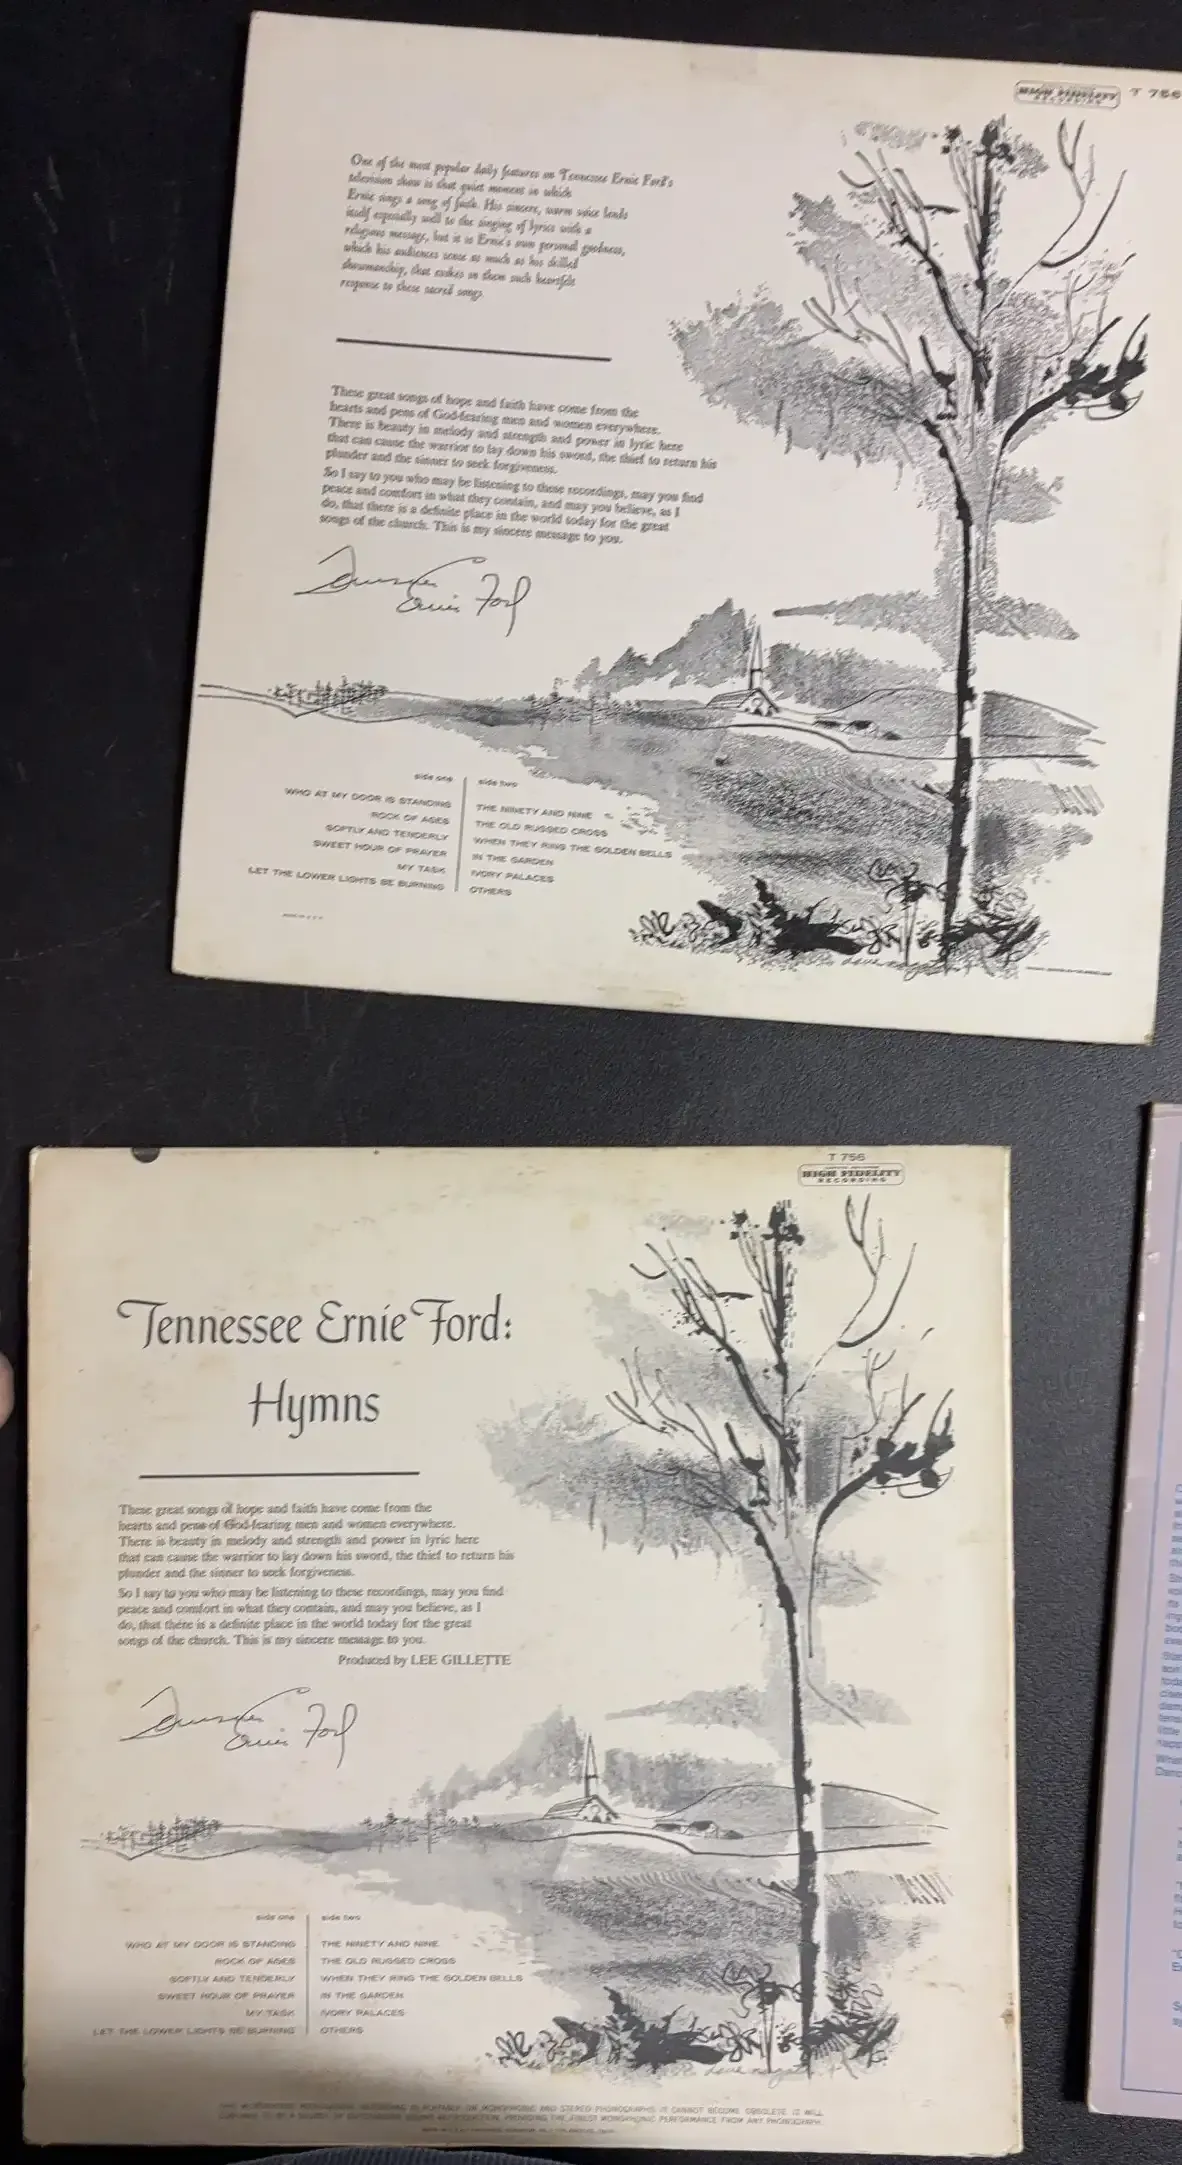 HIGH FIDELITY
RECORDING
T 756
One of the most popular daily features on Tennessee Ernie Ford's
television show is that quiet moment in which
Ernie sings a song of faith. His sincere, warm voice lends
itself especially well to the singing of lyrics with a
religious message, but it is Ernie's own personal goodness,
which his audiences sense as much as his skilled
showmanship, that evokes in them such heartfelt
response to these sacred songs.
These great songs of hope and faith have come from the
hearts and pens of God-fearing men and women everywhere.
There is beauty in melody and strength and power in lyric here
that can cause the warrior to lay down his sword, the thief to return his
plunder and the sinner to seek forgiveness.
So I say to you who may be listening to these recordings, may you find
peace and comfort in what they contain, and may you believe, as I
do, that there is a definite place in the world today for the great
songs of the church. This is my sincere message to you.
Tennessee
Ernie Ford
side one
WHO AT MY DOOR IS STANDING
ROCK OF AGES
SOFTLY AND TENDERLY
SWEET HOUR OF PRAYER
MY TASK
LET THE LOWER LIGHTS BE BURNING
side two
THE NINETY AND NINE
THE OLD RUGGED CROSS
WHEN THEY RING THE GOLDEN BELLS
IN THE GARDEN
IVORY PALACES
OTHERS
T 756
HIGH FIDELITY
RECORDING
Tennessee Ernie Ford:
Hymns
These great songs of hope and faith have come from the
hearts and pens of God-fearing men and women everywhere.
There is beauty in melody and strength and power in lyric here
that can cause the warrior to lay down his sword, the thief to return his
plunder and the sinner to seek forgiveness.
So I say to you who may be listening to these recordings, may you find
peace and comfort in what they contain, and may you believe, as I
do, that there is a definite place in the world today for the great
songs of the church. This is my sincere message to you.
Produced by LEE GILLETTE
Tennessee
Ernie Ford
side one
WHO AT MY DOOR IS STANDING
ROCK OF AGES
SOFTLY AND TENDERLY
SWEET HOUR OF PRAYER
MY TASK
LET THE LOWER LIGHTS BE BURNING
side two
THE NINETY AND NINE
THE OLD RUGGED CROSS
WHEN THEY RING THE GOLDEN BELLS
IN THE GARDEN
IVORY PALACES
OTHERS